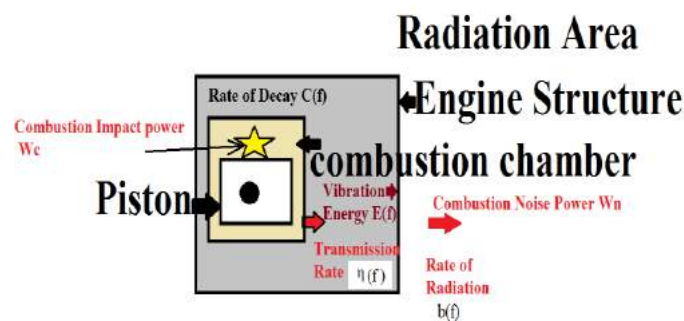 Radiation Area
Rate of Decay C(f)
Engine Structure
Combustion Impact power
Wc
combustion chamber
Piston
Vibration
Energy E(f)
Combustion Noise Power Wn
Transmission
Rate η(f)
Rate of
Radiation
b(f)